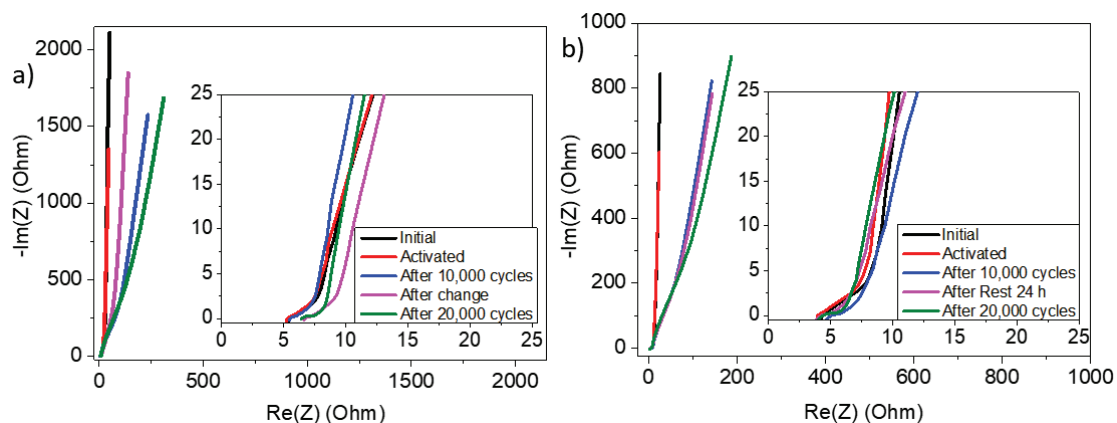 a)
-Im(Z) (Ohm)
2000
1500
1000
500
0
0 500 1000 1500 2000
Re(Z) (Ohm)
25
20
15
10
5
0
0 5 10 15 20 25
Initial
Activated
After 10,000 cycles
After change
After 20,000 cycles
b)
-Im(Z) (Ohm)
1000
800
600
400
200
0
0 200 400 600 800 1000
Re(Z) (Ohm)
25
20
15
10
5
0
0 5 10 15 20 25
Initial
Activated
After 10,000 cycles
After Rest 24 h
After 20,000 cycles